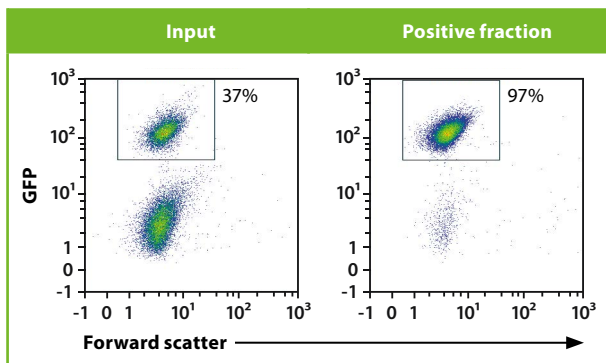 Input Positive fraction
10³ 10³
37% 97%
10² 10²
10¹ 10¹
GFP
1 1
0 0
-1 -1
-1 0 1 10¹ 10² 10³ -1 0 1 10¹ 10² 10³
Forward scatter